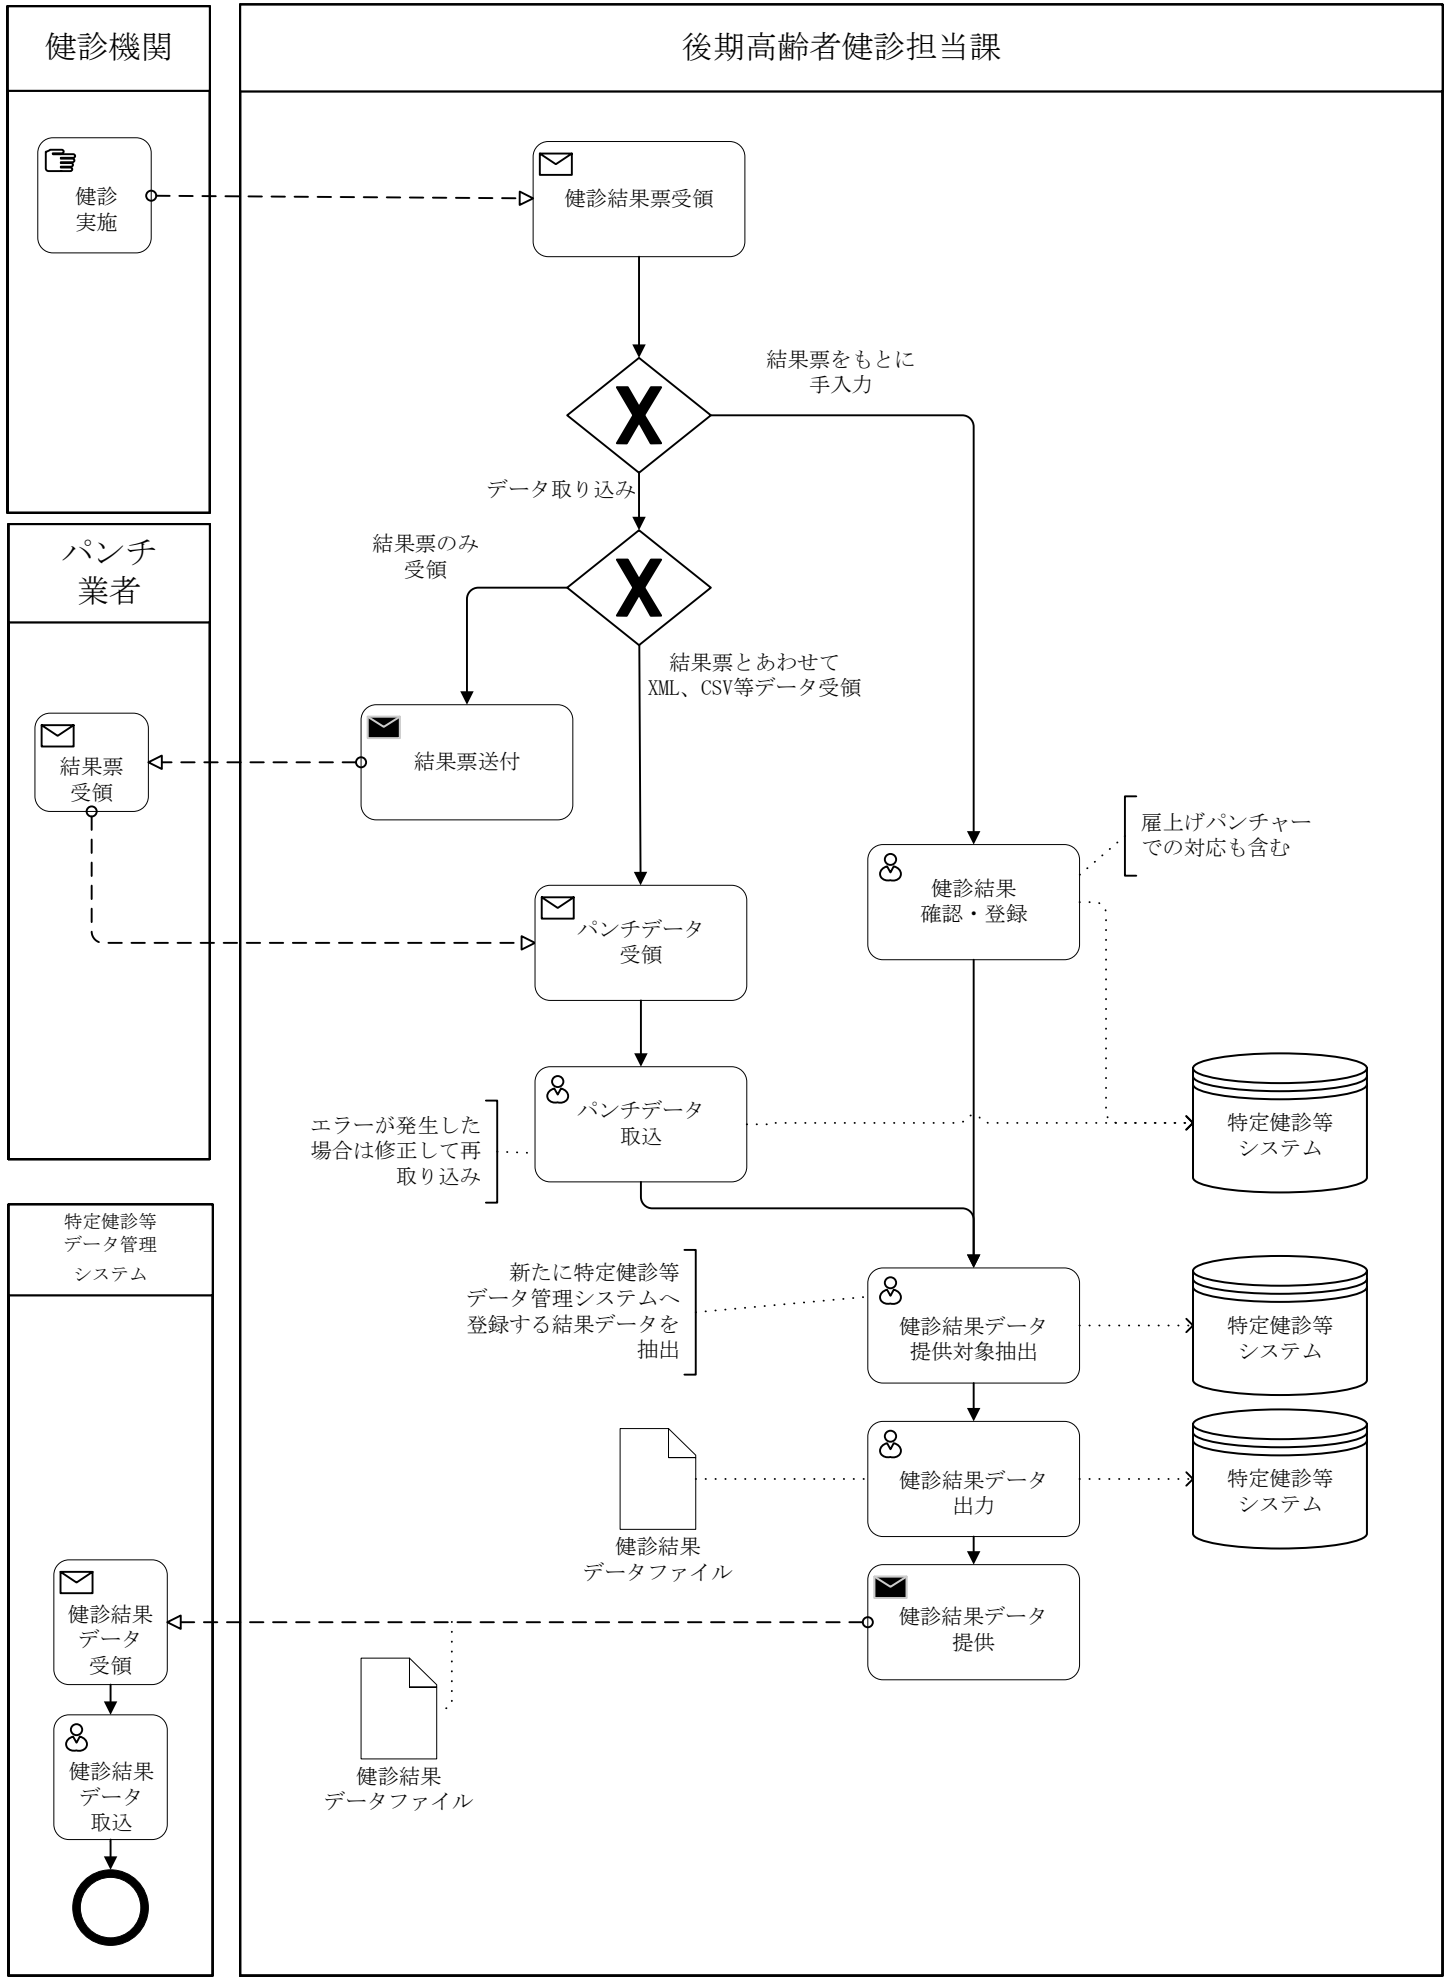 健診機関
後期高齢者健診担当課
健診
実施
健診結果票受領
結果票をもとに
手入力
データ取り込み
パンチ
業者
結果票のみ
受領
結果票とあわせて
XML、CSV等データ受領
結果票
受領
結果票送付
雇上げパンチャー
での対応も含む
健診結果
確認・登録
パンチデータ
受領
エラーが発生した
場合は修正して再
取り込み
パンチデータ
取込
特定健診等
システム
特定健診等
データ管理
システム
新たに特定健診等
データ管理システムへ
登録する結果データを
抽出
健診結果データ
提供対象抽出
特定健診等
システム
健診結果データ
出力
特定健診等
システム
健診結果
データファイル
健診結果
データ
受領
健診結果データ
提供
健診結果
データファイル
健診結果
データ
取込